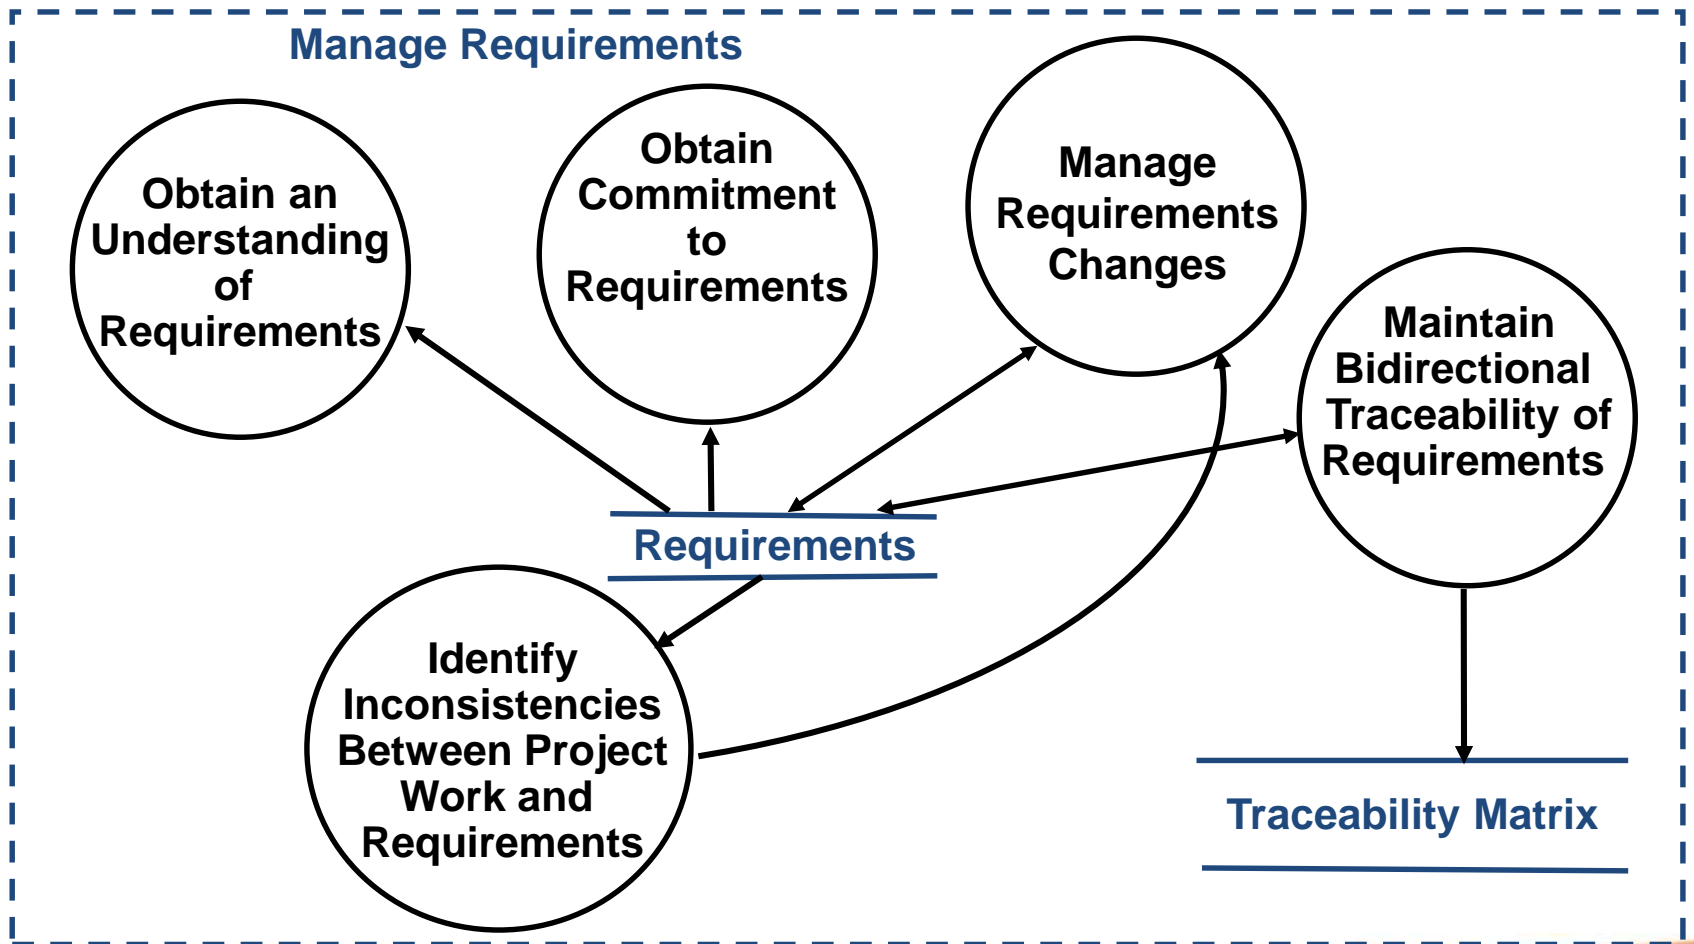 Manage Requirements
Obtain an
Understanding
of
Requirements
Obtain
Commitment
to
Requirements
Manage
Requirements
Changes
Maintain
Bidirectional
Traceability of
Requirements
Requirements
Identify
Inconsistencies
Between Project
Work and
Requirements
Traceability Matrix